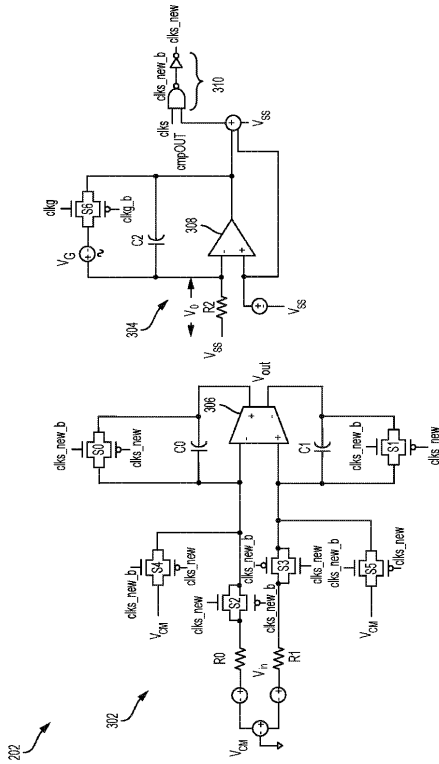 202
302
V_CM
R0
V_in
R1
clks_new
S2
clks_new_b
clks_new_b
S3
clks_new
V_CM
clks_new_b
S4
clks_new
V_CM
clks_new_b
S5
clks_new
clks_new_b
S0
clks_new
C0
306
V_out
C1
clks_new_b
S1
clks_new
304
V_SS
R2
V_0
V_G
clkg
S6
clkg_b
C2
308
V_SS
V_SS
cmpOUT
clks
clks_new_b
clks_new
310